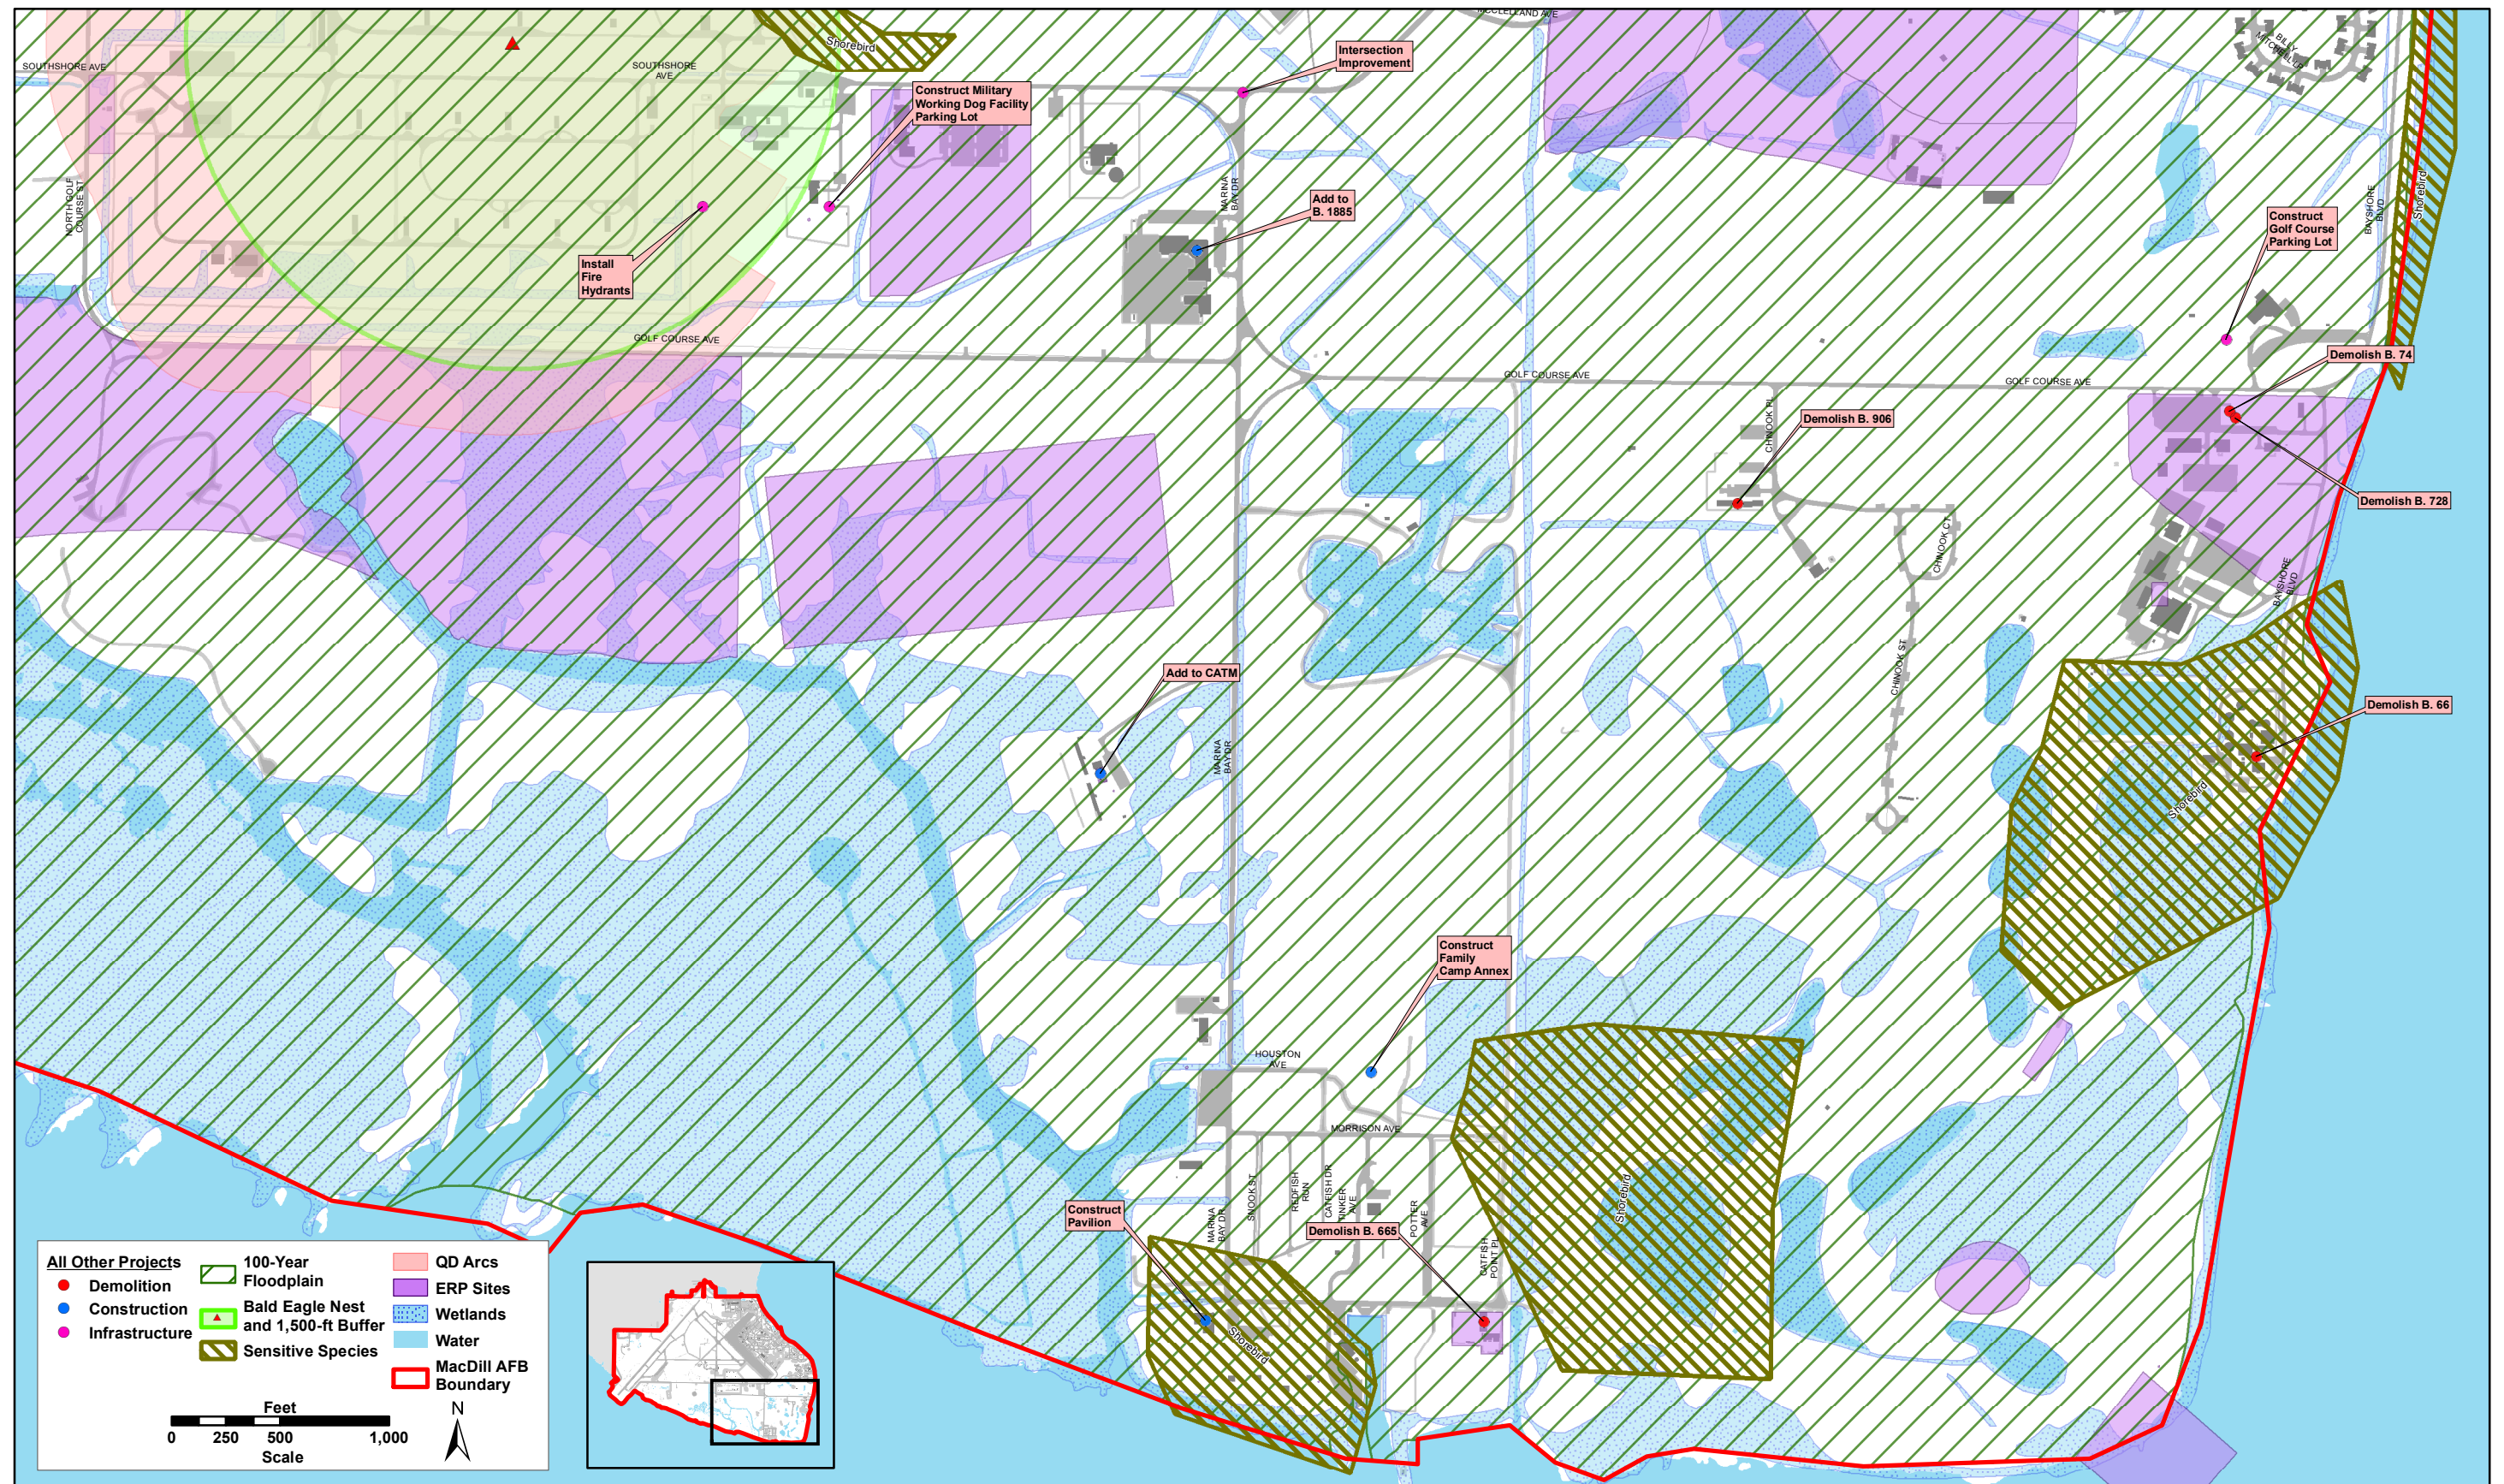 MCCLELLAND AVE
Shorebird
SOUTHSHORE AVE
SOUTHSHORE
AVE
Intersection
Improvement
BILLY
MITCHELL LP
Construct Military
Working Dog Facility
Parking Lot
NORTH GOLF
COURSE ST
MARINA
BAY DR
Add to
B. 1885
BAYSHORE
BLVD
Shorebird
Construct
Golf Course
Parking Lot
Install
Fire
Hydrants
GOLF COURSE AVE
GOLF COURSE AVE
GOLF COURSE AVE
Demolish B. 74
CHINOOK PL
Demolish B. 906
Demolish B. 728
CHINOOK CT
BAYSHORE
BLVD
CHINOOK ST
Add to CATM
MARINA
BAY DR
Demolish B. 66
Shorebird
Construct
Family
Camp Annex
HOUSTON
AVE
MORRISON AVE
SNOOK ST
REDFISH
RUN
CATFISH DR
TINKER
AVE
POTTER
AVE
MARINA
BAY DR
Construct
Pavilion
Demolish B. 665
CATFISH
POINT PL
Shorebird
Shorebird
All Other Projects
Demolition
Construction
Infrastructure
100-Year
Floodplain
Bald Eagle Nest
and 1,500-ft Buffer
Sensitive Species
QD Arcs
ERP Sites
Wetlands
Water
MacDill AFB
Boundary
Feet
0 250 500 1,000
Scale
N